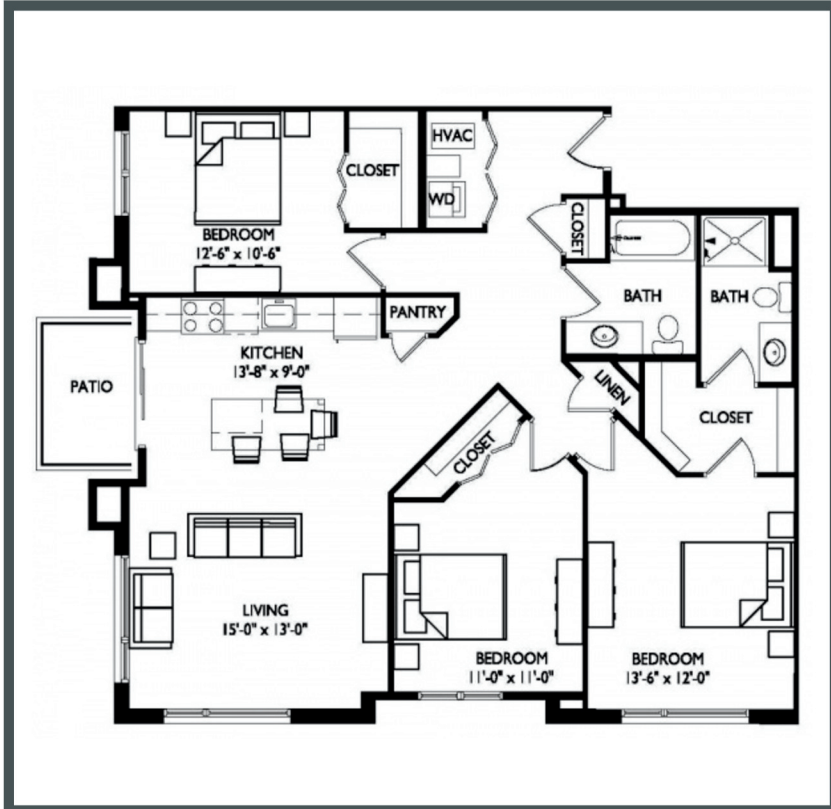 HVAC
CLOSET
WD
CLOSET
BEDROOM
12'-6" x 10'-6"
BATH
BATH
PANTRY
KITCHEN
13'-8" x 9'-0"
PATIO
LINEN
CLOSET
CLOSET
LIVING
15'-0" x 13'-0"
BEDROOM
11'-0" x 11'-0"
BEDROOM
13'-6" x 12'-0"